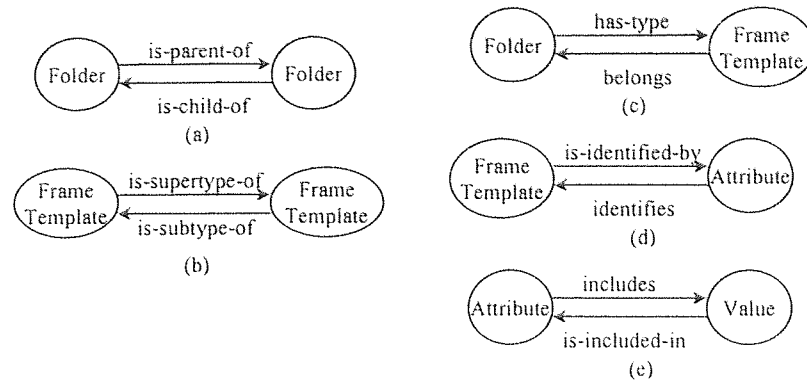 is-parent-of
Folder
Folder
is-child-of
(a)
is-supertype-of
Frame
Template
Frame
Template
is-subtype-of
(b)
has-type
Folder
Frame
Template
belongs
(c)
is-identified-by
Frame
Template
Attribute
identifies
(d)
includes
Attribute
Value
is-included-in
(e)